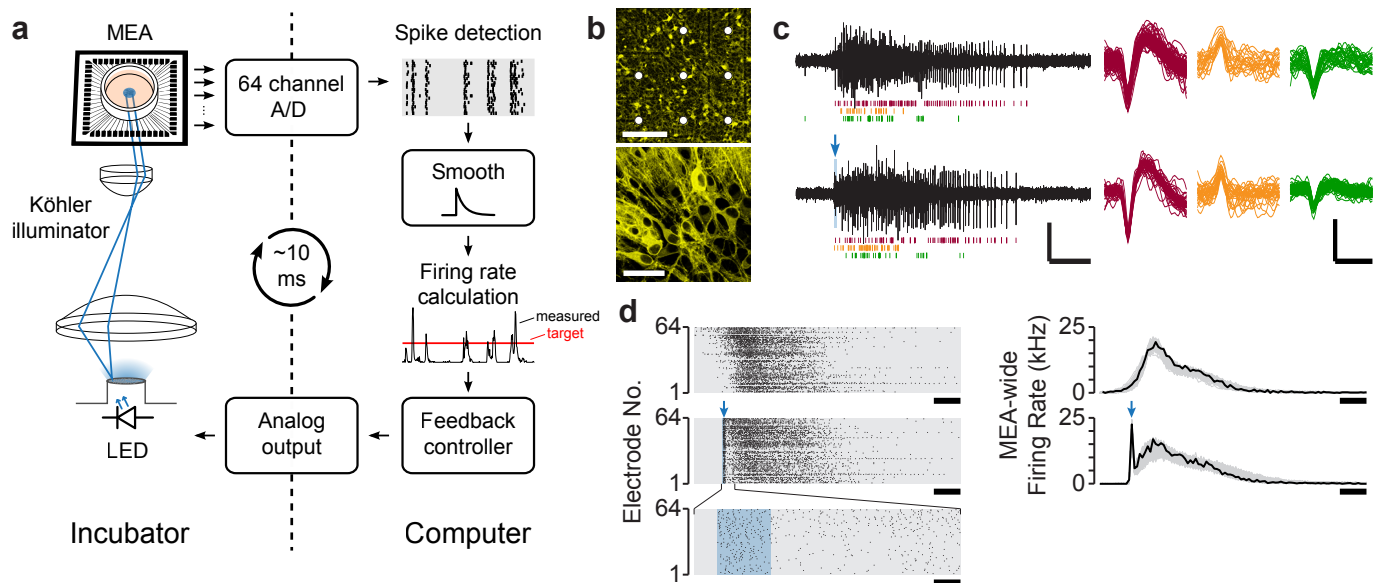 a
MEA
64 channel
A/D
Spike detection
Smooth
Köhler
illuminator
~10
ms
Firing rate
calculation
measured
target
LED
Analog
output
Feedback
controller
Incubator
Computer
b
c
d
Electrode No.
64
1
64
1
64
1
MEA-wide
Firing Rate (kHz)
25
0
25
0